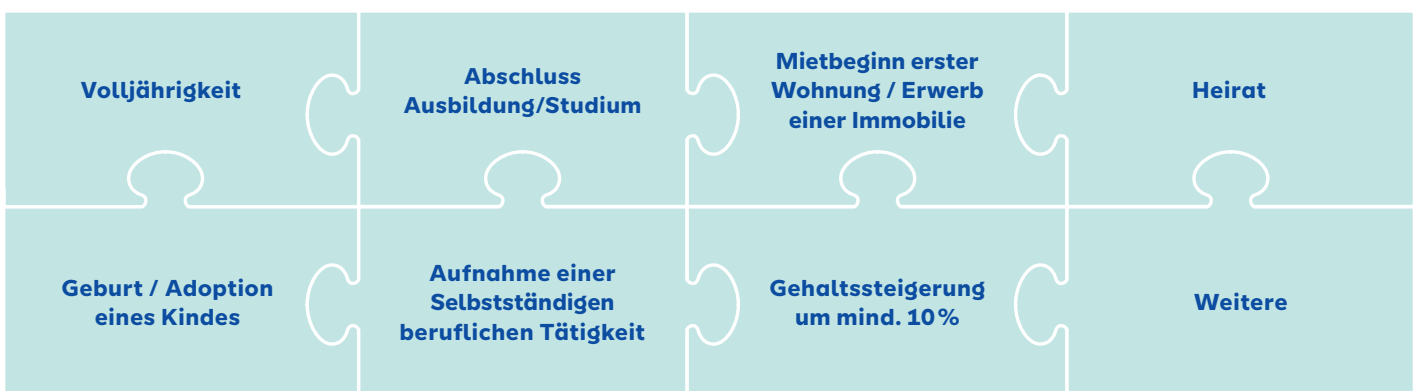 Volljährigkeit
Abschluss
Ausbildung/Studium
Mietbeginn erster
Wohnung / Erwerb
einer Immobilie
Heirat
Geburt / Adoption
eines Kindes
Aufnahme einer
Selbstständigen
beruflichen Tätigkeit
Gehaltssteigerung
um mind. 10 %
Weitere